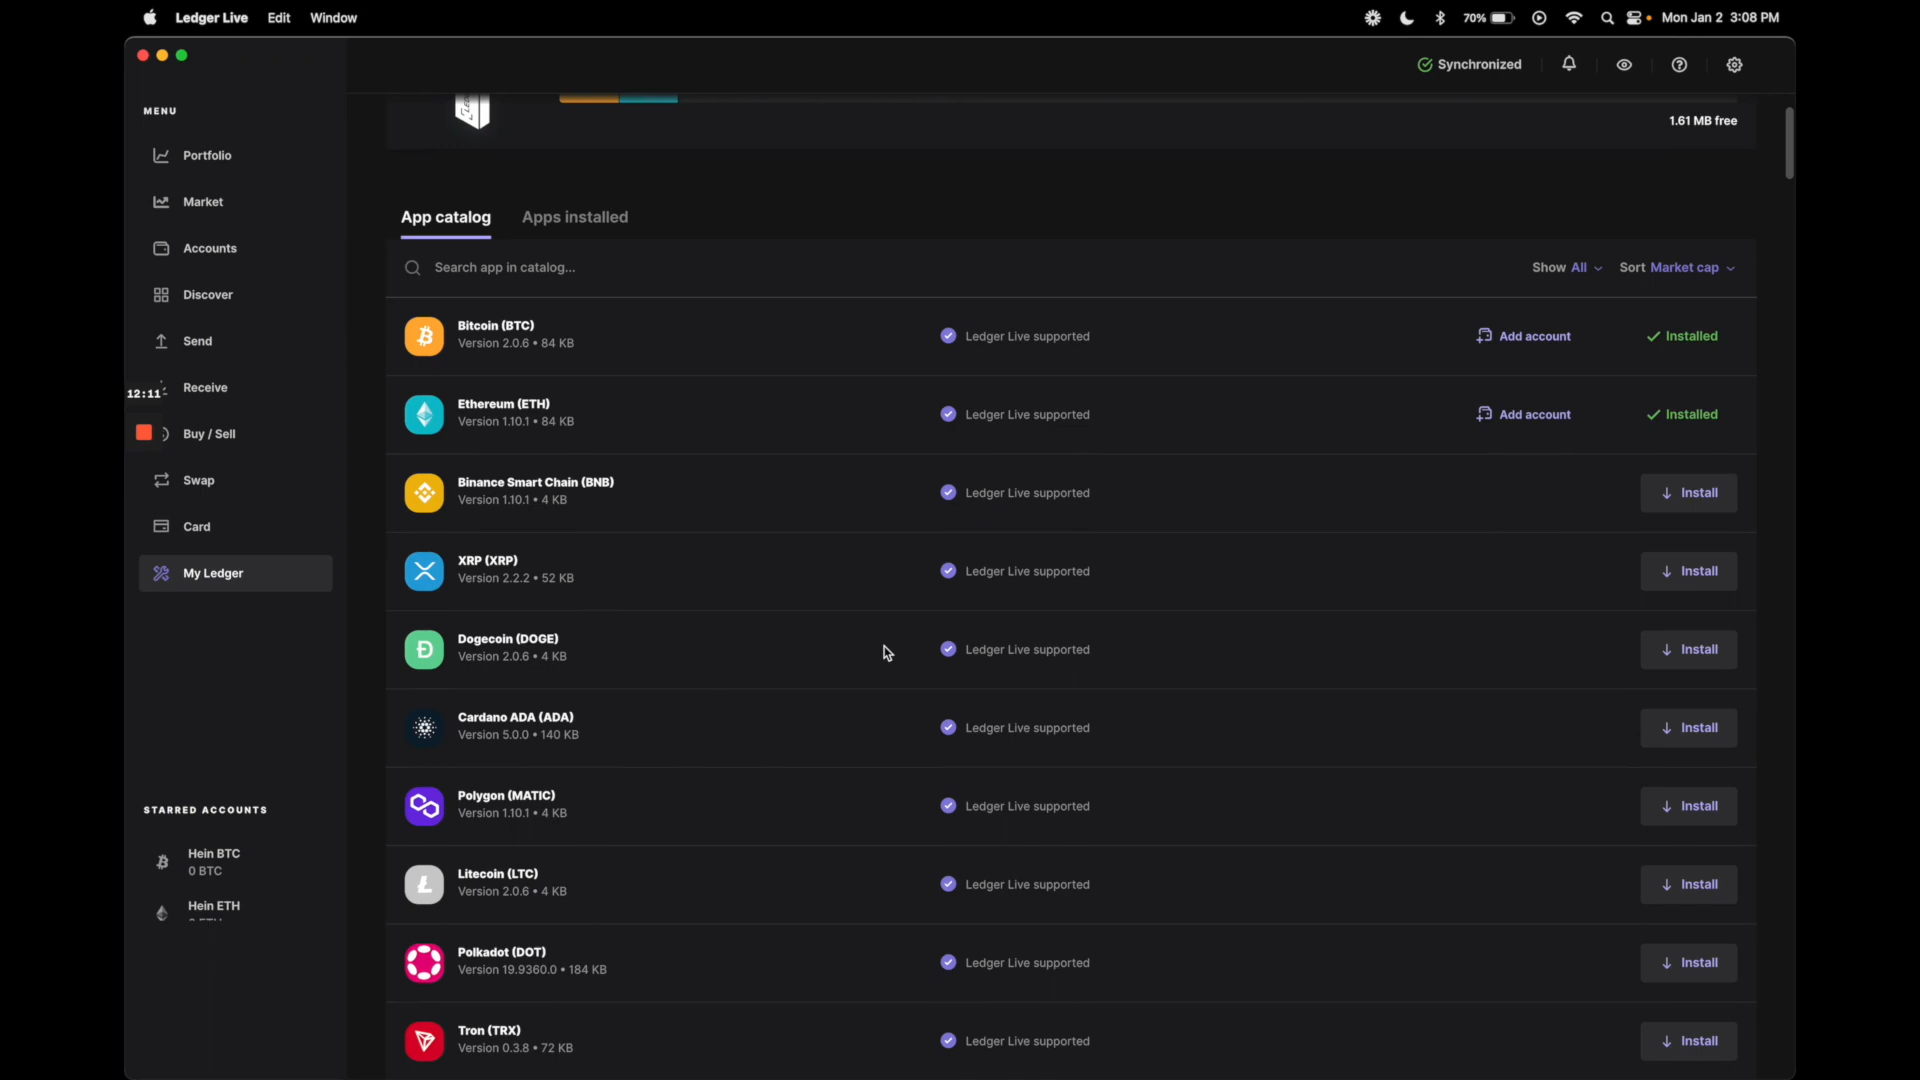 Ledger Live Edit Window
70% Mon Jan 2 3:08 PM
Synchronized
MENU
Portfolio
Market
Accounts
Discover
Send
Receive
12:11
Buy / Sell
Swap
Card
My Ledger
STARRED ACCOUNTS
Hein BTC
0 BTC
Hein ETH
1.61 MB free
App catalog Apps installed
Search app in catalog...
Show All Sort Market cap
Bitcoin (BTC)
Version 2.0.6 • 84 KB
Ledger Live supported
Add account
Installed
Ethereum (ETH)
Version 1.10.1 • 84 KB
Ledger Live supported
Add account
Installed
Binance Smart Chain (BNB)
Version 1.10.1 • 4 KB
Ledger Live supported
Install
XRP (XRP)
Version 2.2.2 • 52 KB
Ledger Live supported
Install
Dogecoin (DOGE)
Version 2.0.6 • 4 KB
Ledger Live supported
Install
Cardano ADA (ADA)
Version 5.0.0 • 140 KB
Ledger Live supported
Install
Polygon (MATIC)
Version 1.10.1 • 4 KB
Ledger Live supported
Install
Litecoin (LTC)
Version 2.0.6 • 4 KB
Ledger Live supported
Install
Polkadot (DOT)
Version 19.9360.0 • 184 KB
Ledger Live supported
Install
Tron (TRX)
Version 0.3.8 • 72 KB
Ledger Live supported
Install